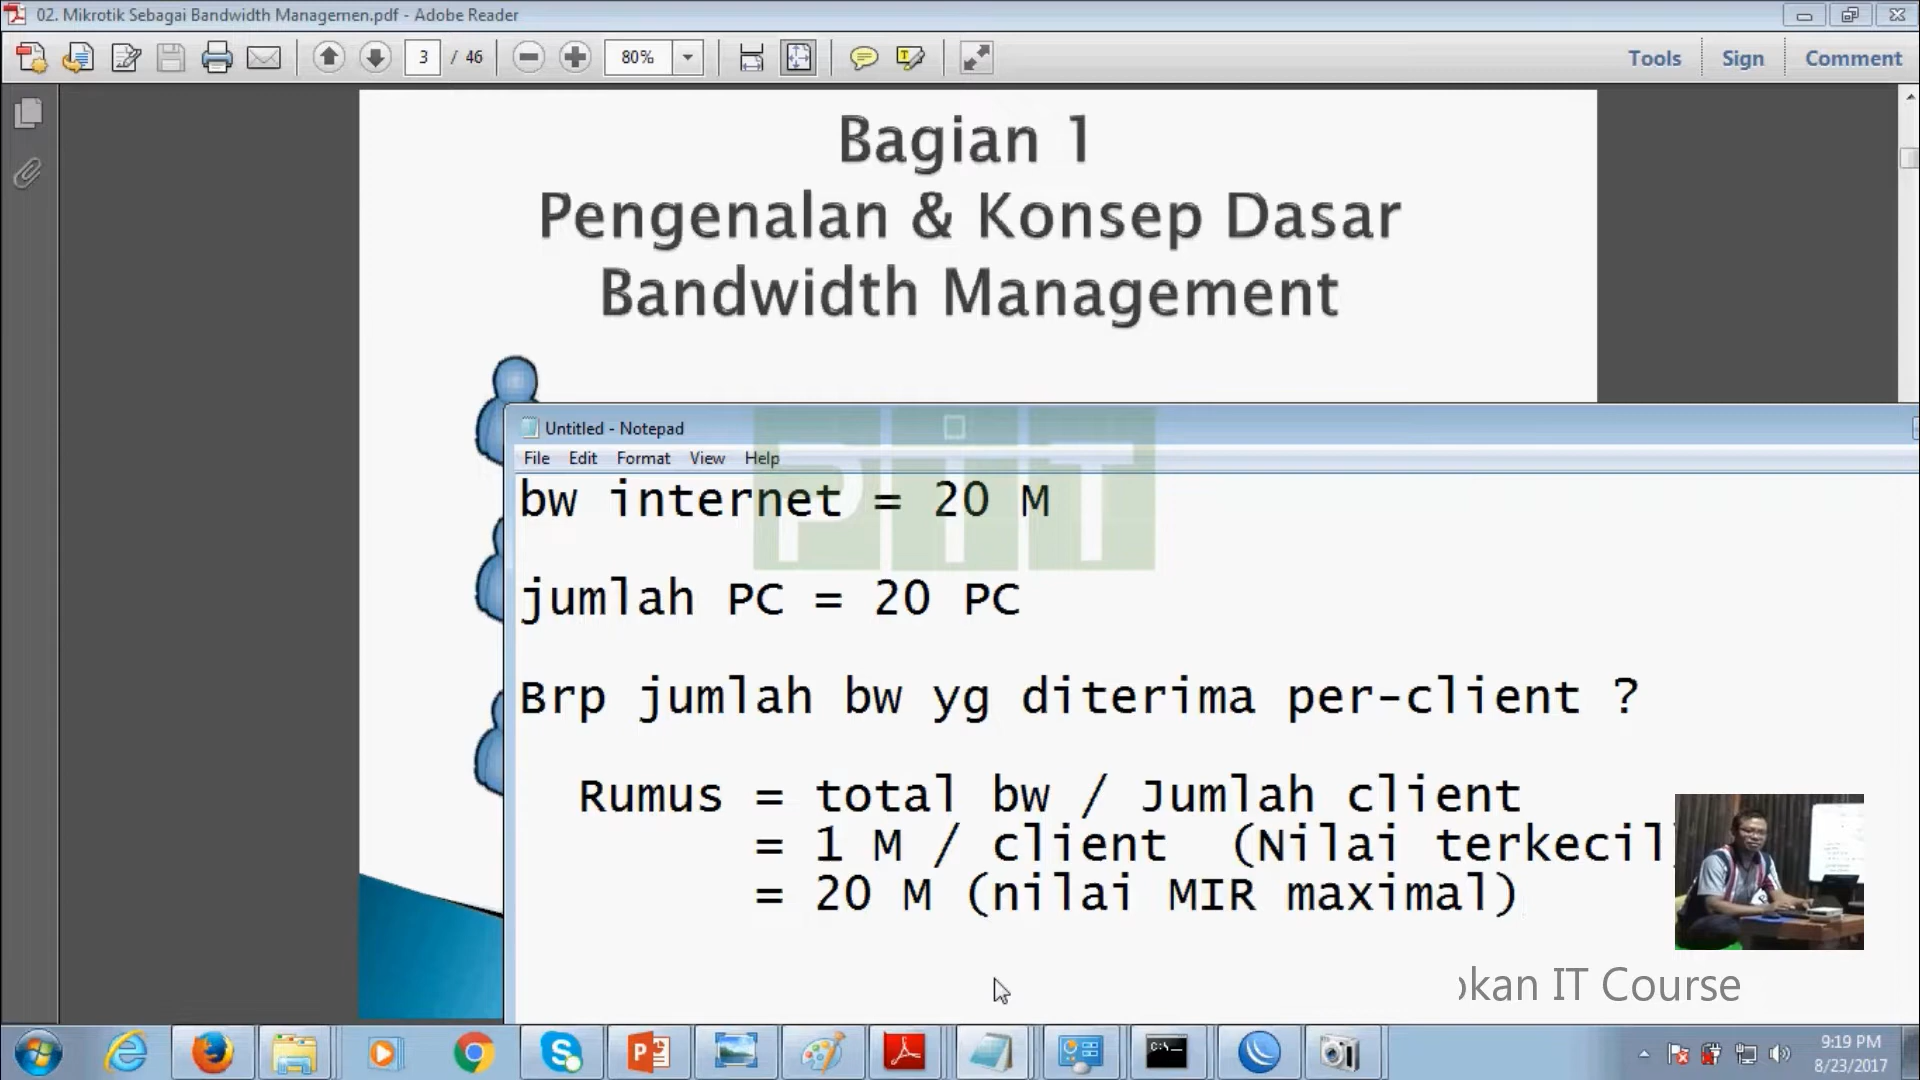 02. Mikrotik Sebagai Bandwidth Managemen.pdf - Adobe Reader
3 / 46 80% Tools Sign Comment
Bagian 1
Pengenalan & Konsep Dasar
Bandwidth Management
Untitled - Notepad
File Edit Format View Help
PIT
bw internet = 20 M
jumlah PC = 20 PC
Brp jumlah bw yg diterima per-client ?
Rumus = total bw / Jumlah client
= 1 M / client (Nilai terkecil)
= 20 M (nilai MIR maximal)
IT Course
9:19 PM
8/23/2017